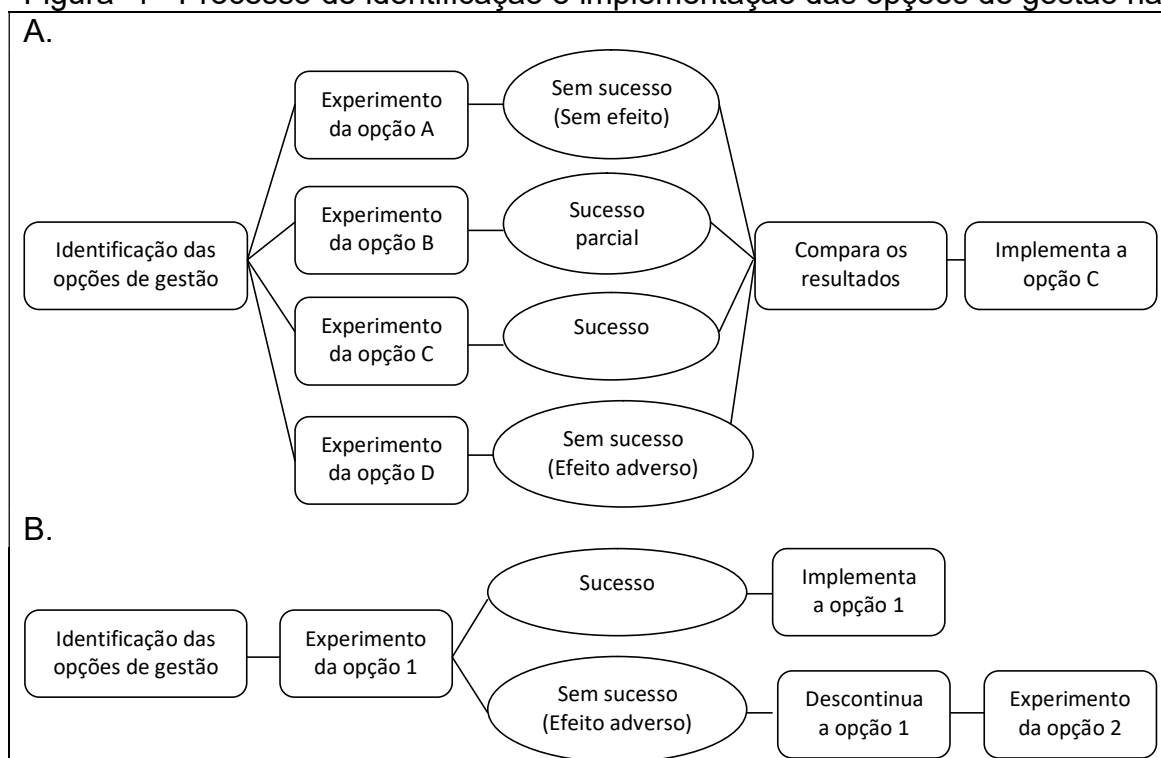 Figura 1 - Processo de identificação e implementação das opções de gestão na
A.
Experimento
da opção A
Sem sucesso
(Sem efeito)
Experimento
da opção B
Sucesso
parcial
Identificação das
opções de gestão
Compara os
resultados
Implementa a
opção C
Experimento
da opção C
Sucesso
Experimento
da opção D
Sem sucesso
(Efeito adverso)
B.
Sucesso
Implementa
a opção 1
Identificação das
opções de gestão
Experimento
da opção 1
Sem sucesso
(Efeito adverso)
Descontinua
a opção 1
Experimento
da opção 2